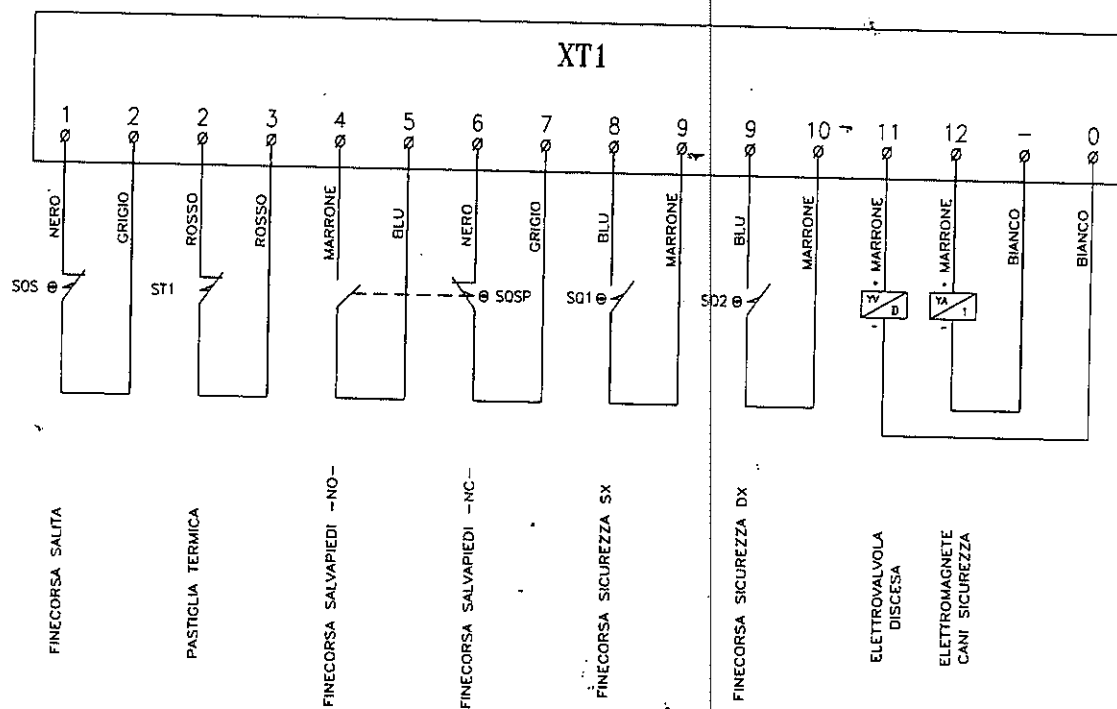 XT1
1 2 2 3 4 5 6 7 8 9 9 10 11 12 - 0
NERO GRIGIO ROSSO ROSSO MARRONE BLU NERO GRIGIO BLU MARRONE BLU MARRONE MARRONE MARRONE BIANCO BIANCO
SOS
ST1
SQSP
SQ1
SQ2
+
YV
D
-
+
YA
1
-
FINECORSA SALITA
PASTIGLIA TERMICA
FINECORSA SALVAPIEDI -NO-
FINECORSA SALVAPIEDI -NC-
FINECORSA SICUREZZA SX
FINECORSA SICUREZZA DX
ELETTROVALVOLA
DISCESA
ELETTROMAGNETE
CANI SICUREZZA